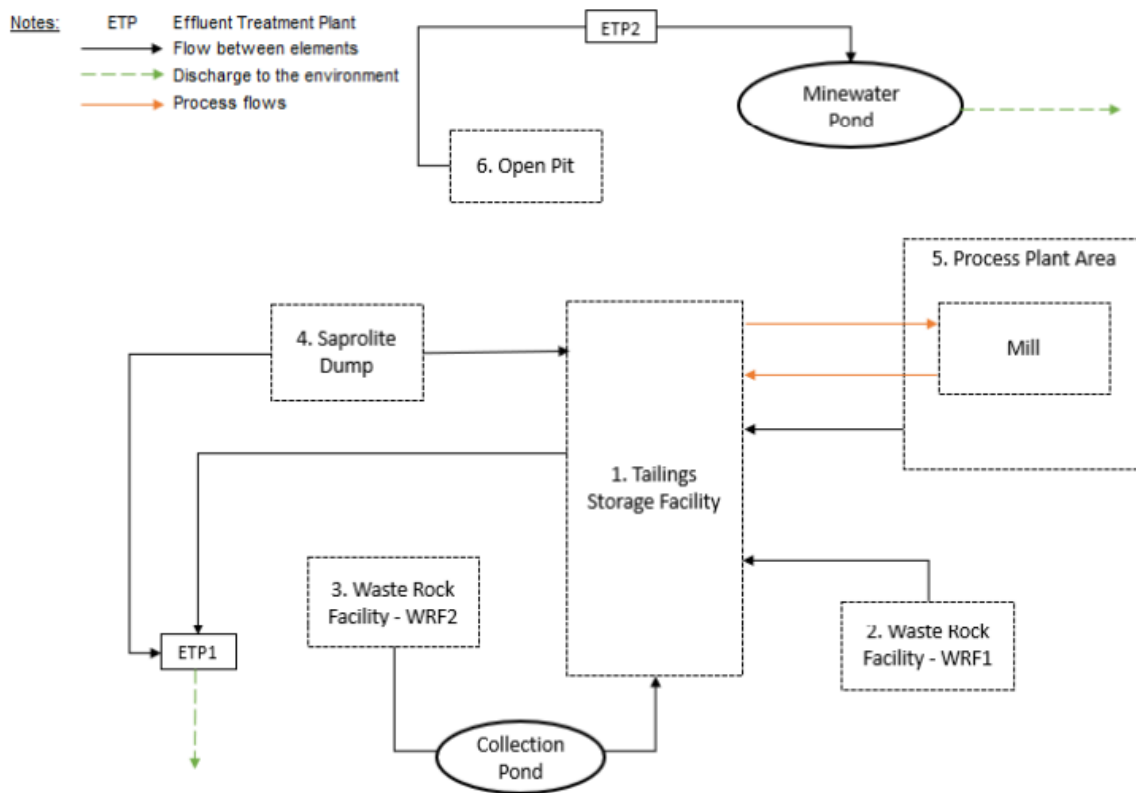 Notes: ETP Effluent Treatment Plant
Flow between elements
Discharge to the environment
Process flows
ETP2
Minewater
Pond
6. Open Pit
5. Process Plant Area
Mill
4. Saprolite
Dump
1. Tailings
Storage Facility
3. Waste Rock
Facility - WRF2
2. Waste Rock
Facility - WRF1
ETP1
Collection
Pond